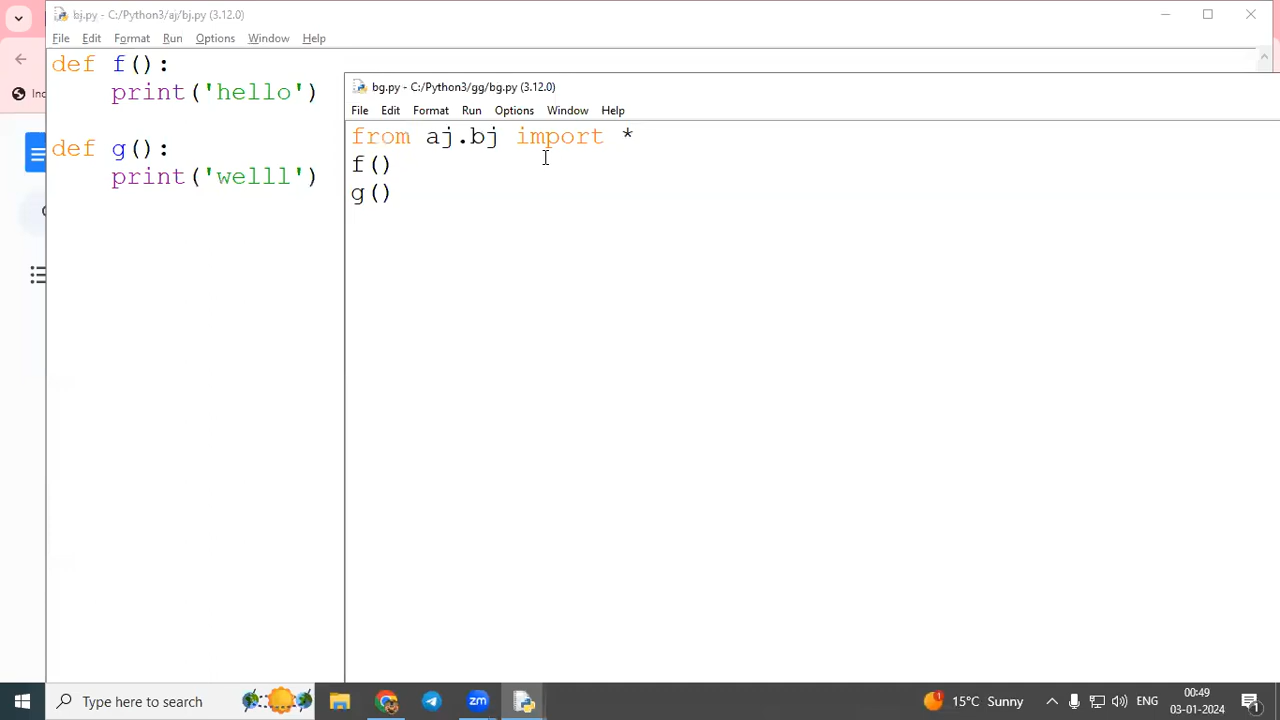 bj.py - C:/Python3/aj/bj.py (3.12.0)
File Edit Format Run Options Window Help
def f():
    print('hello')
def g():
    print('welll')
bg.py - C:/Python3/gg/bg.py (3.12.0)
File Edit Format Run Options Window Help
from aj.bj import *
f()
g()
Type here to search
zm
15°C Sunny
ENG
00:49
03-01-2024
1